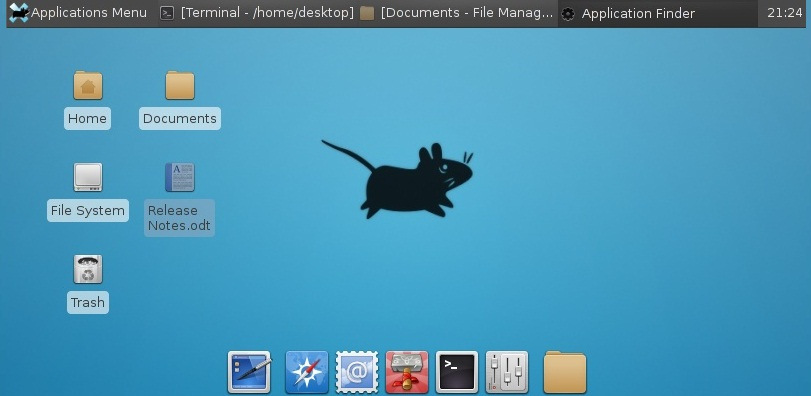 Applications Menu
[Terminal - /home/desktop]
[Documents - File Manag...
Application Finder
21:24
Home
Documents
File System
Release
Notes.odt
Trash
A
@
>_